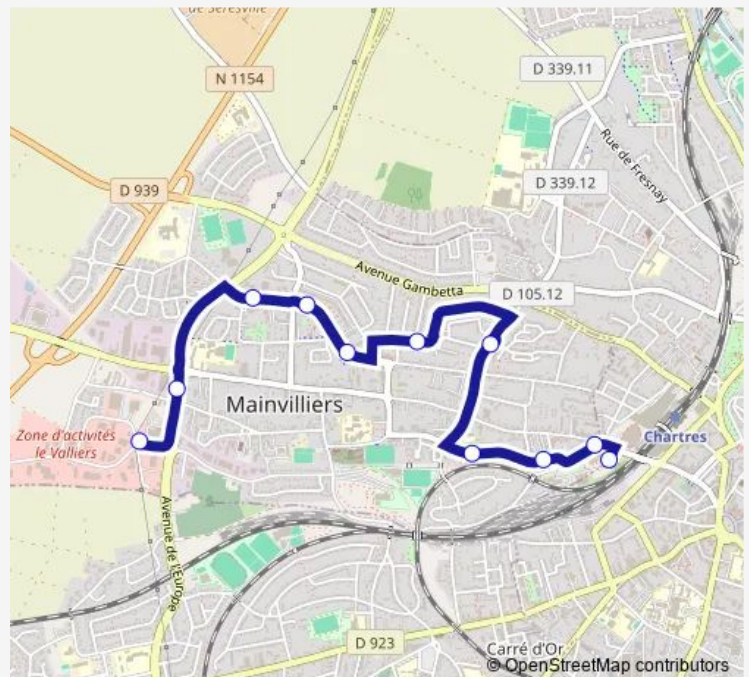 de Seresville
N 1154
D 339.11
Rue de Fresnay
D 939
D 339.12
Avenue Gambetta
D 105.12
Mainvilliers
Zone d'activités
le Valliers
Chartres
Avenue de l'Europe
D 923
Carré d'Or
© OpenStreetMap contributors